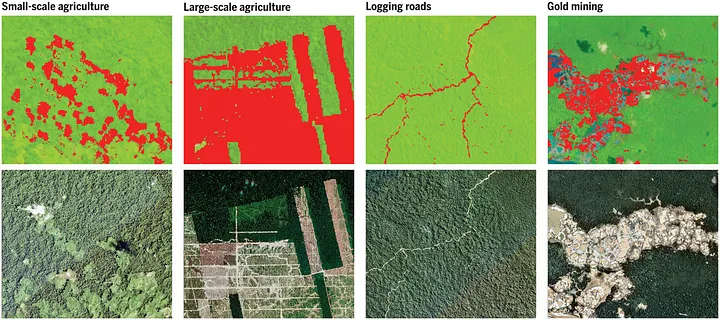 Small-scale agriculture
Large-scale agriculture
Logging roads
Gold mining